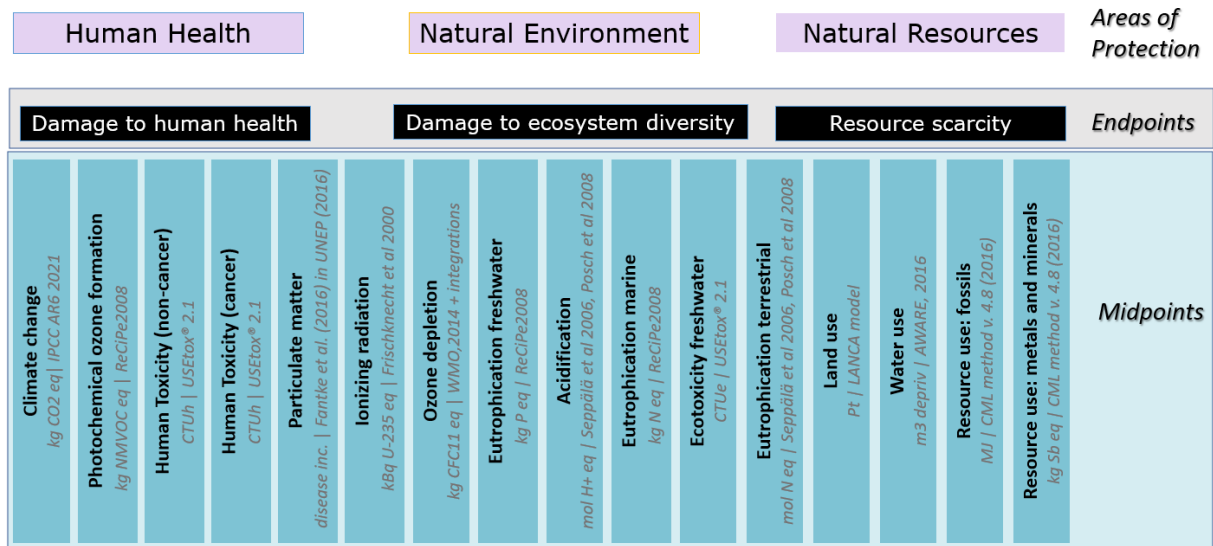 Human Health
Natural Environment
Natural Resources
Areas of
Protection
Damage to human health
Damage to ecosystem diversity
Resource scarcity
Endpoints
Climate change
kg CO2 eq| IPCC AR6 2021
Photochemical ozone formation
kg NMVOC eq | ReCiPe2008
Human Toxicity (non-cancer)
CTUh | USEtox® 2.1
Human Toxicity (cancer)
CTUh | USEtox® 2.1
Particulate matter
disease inc. | Fantke et al. (2016) in UNEP (2016)
Ionizing radiation
kBq U-235 eq | Frischknecht et al 2000
Ozone depletion
kg CFC11 eq | WMO,2014 + integrations
Eutrophication freshwater
kg P eq | ReCiPe2008
Acidification
mol H+ eq | Seppälä et al 2006, Posch et al 2008
Eutrophication marine
kg N eq | ReCiPe2008
Ecotoxicity freshwater
CTUe | USEtox® 2.1
Eutrophication terrestrial
mol N eq | Seppälä et al 2006, Posch et al 2008
Land use
Pt | LANCA model
Water use
m3 depriv | AWARE, 2016
Resource use: fossils
MJ | CML method v. 4.8 (2016)
Resource use: metals and minerals
kg Sb eq | CML method v. 4.8 (2016)
Midpoints